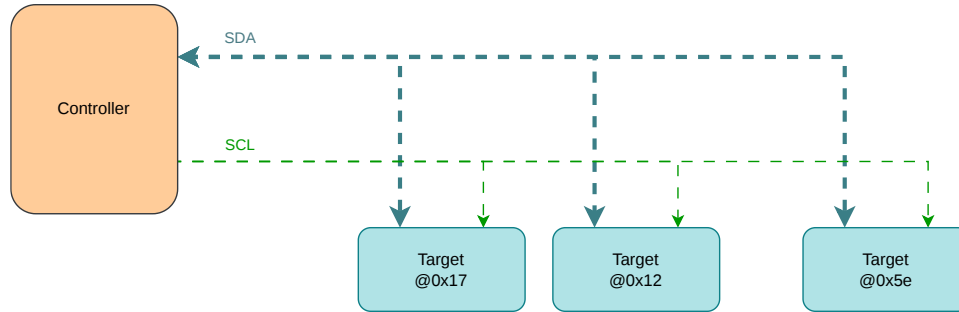 SDA
Controller
SCL
Target
@0x17
Target
@0x12
Target
@0x5e